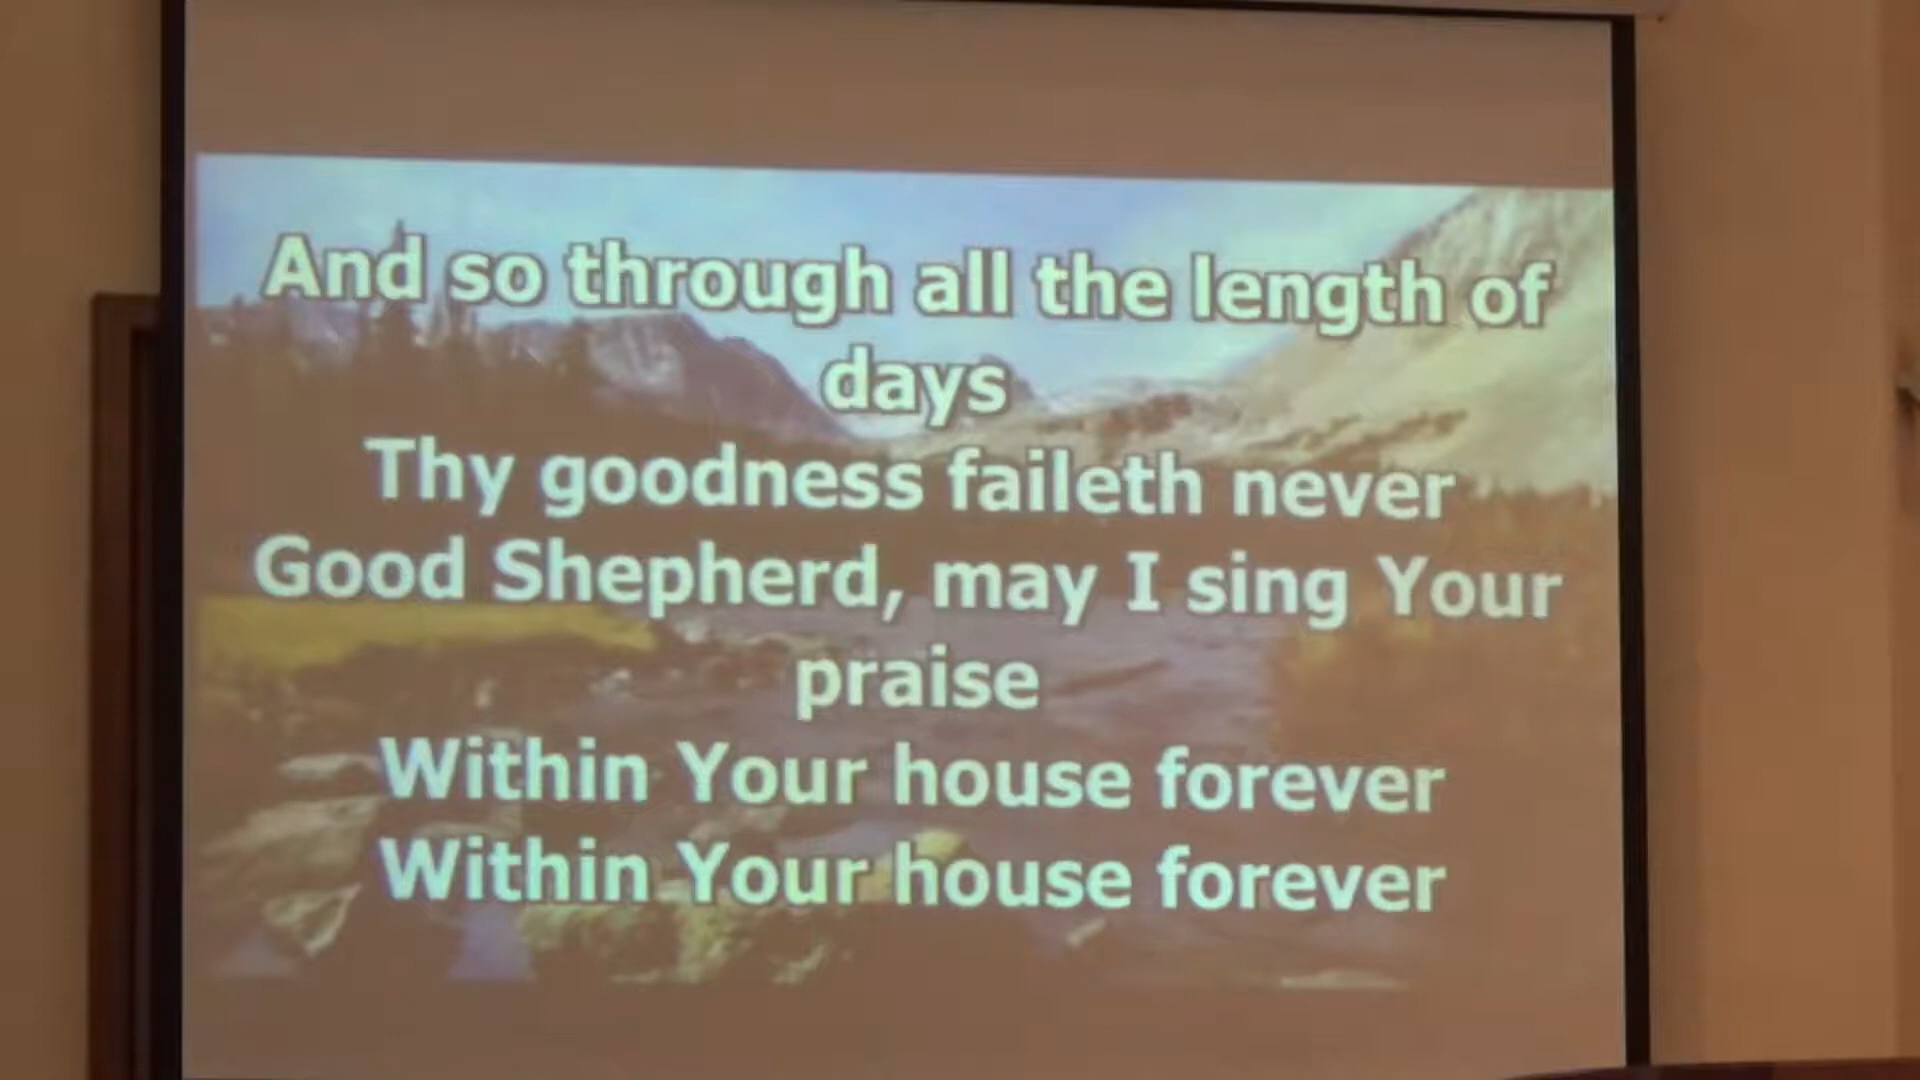 And so through all the length of
days
Thy goodness faileth never
Good Shepherd, may I sing Your
praise
Within Your house forever
Within Your house forever